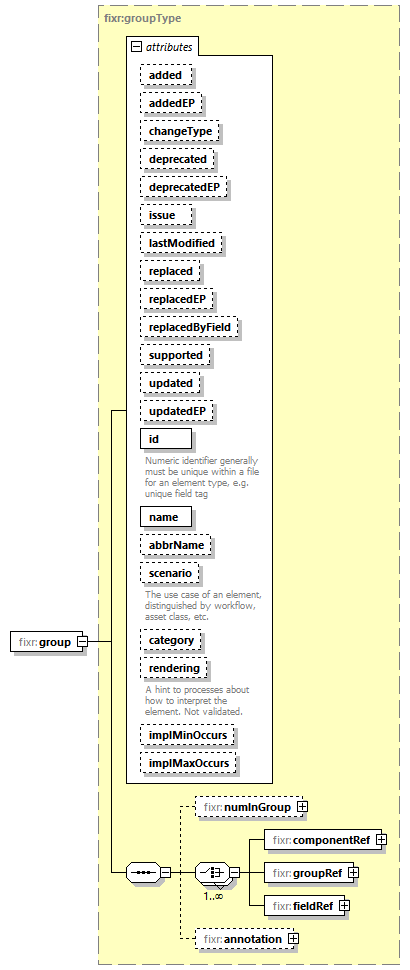 fixr:groupType
attributes
added
addedEP
changeType
deprecated
deprecatedEP
issue
lastModified
replaced
replacedEP
replacedByField
supported
updated
updatedEP
id
Numeric identifier generally
must be unique within a file
for an element type, e.g.
unique field tag
name
abbrName
scenario
The use case of an element,
distinguished by workflow,
asset class, etc.
category
rendering
A hint to processes about
how to interpret the
element. Not validated.
implMinOccurs
implMaxOccurs
fixr:group
fixr:numInGroup
1..∞
fixr:componentRef
fixr:groupRef
fixr:fieldRef
fixr:annotation